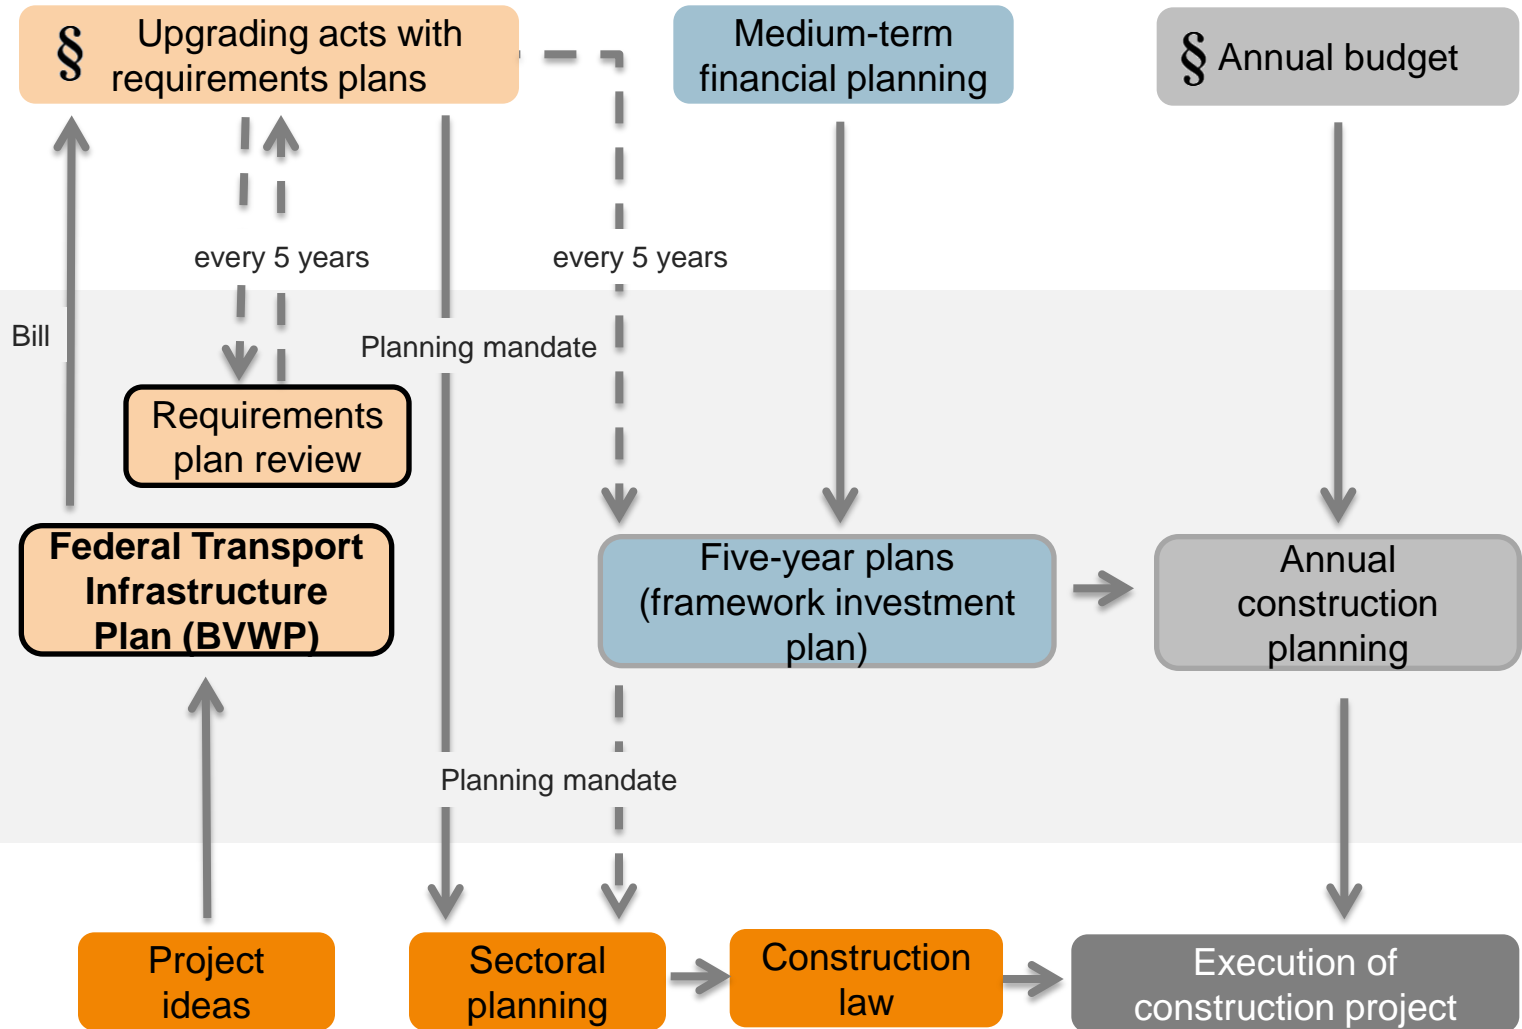 § Upgrading acts with
requirements plans
Medium-term
financial planning
§ Annual budget
every 5 years
every 5 years
Bill
Planning mandate
Requirements
plan review
Federal Transport
Infrastructure
Plan (BVWP)
Five-year plans
(framework investment
plan)
Annual
construction
planning
Planning mandate
Project
ideas
Sectoral
planning
Construction
law
Execution of
construction project